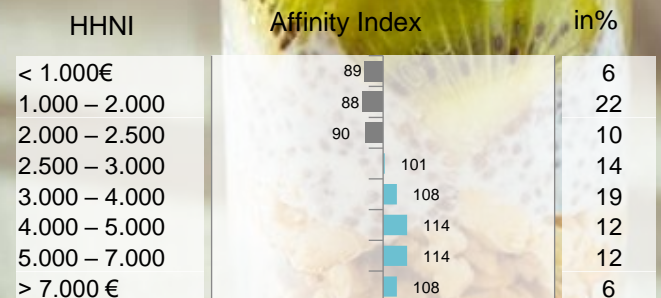 HHNI Affinity Index in%
< 1.000€ 89 6
1.000 – 2.000 88 22
2.000 – 2.500 90 10
2.500 – 3.000 101 14
3.000 – 4.000 108 19
4.000 – 5.000 114 12
5.000 – 7.000 114 12
> 7.000 € 108 6